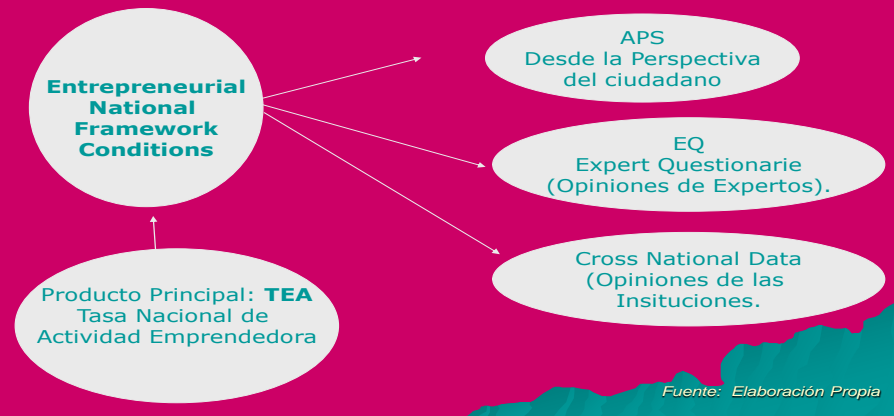 Entrepreneurial
National
Framework
Conditions
APS
Desde la Perspectiva
del ciudadano
EQ
Expert Questionarie
(Opiniones de Expertos).
Cross National Data
(Opiniones de las
Insituciones.
Producto Principal: TEA
Tasa Nacional de
Actividad Emprendedora
Fuente: Elaboración Propia